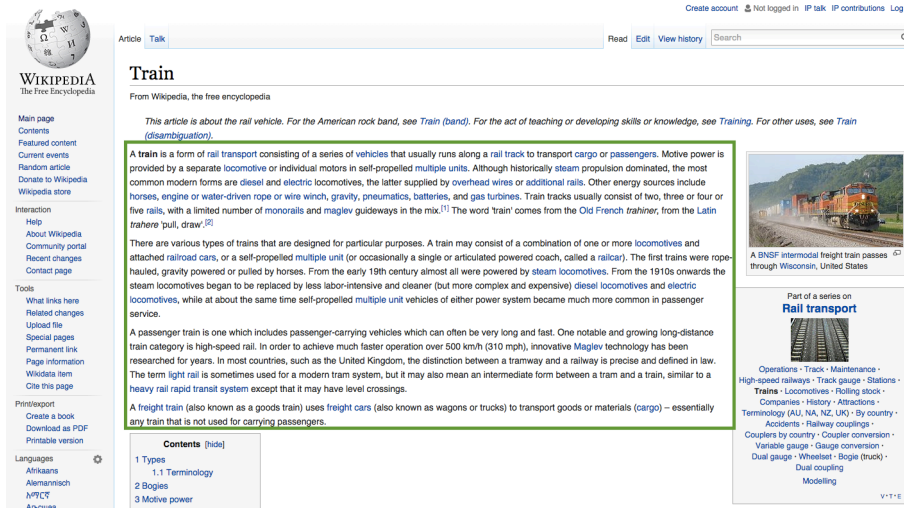 Create account Not logged in IP talk IP contributions Log
Article Talk
Read Edit View history Search
WIKIPEDIA
The Free Encyclopedia
Main page
Contents
Featured content
Current events
Random article
Donate to Wikipedia
Wikipedia store
Interaction
Help
About Wikipedia
Community portal
Recent changes
Contact page
Tools
What links here
Related changes
Upload file
Special pages
Permanent link
Page information
Wikidata item
Cite this page
Print/export
Create a book
Download as PDF
Printable version
Languages
Afrikaans
Alemannisch
አማርኛ
Train
From Wikipedia, the free encyclopedia
This article is about the rail vehicle. For the American rock band, see Train (band). For the act of teaching or developing skills or knowledge, see Training. For other uses, see Train
(disambiguation).
A train is a form of rail transport consisting of a series of vehicles that usually runs along a rail track to transport cargo or passengers. Motive power is
provided by a separate locomotive or individual motors in self-propelled multiple units. Although historically steam propulsion dominated, the most
common modern forms are diesel and electric locomotives, the latter supplied by overhead wires or additional rails. Other energy sources include
horses, engine or water-driven rope or wire winch, gravity, pneumatics, batteries, and gas turbines. Train tracks usually consist of two, three or four or
five rails, with a limited number of monorails and maglev guideways in the mix.[1] The word 'train' comes from the Old French trahiner, from the Latin
trahere 'pull, draw'.[2]
There are various types of trains that are designed for particular purposes. A train may consist of a combination of one or more locomotives and
attached railroad cars, or a self-propelled multiple unit (or occasionally a single or articulated powered coach, called a railcar). The first trains were rope-
hauled, gravity powered or pulled by horses. From the early 19th century almost all were powered by steam locomotives. From the 1910s onwards the
steam locomotives began to be replaced by less labor-intensive and cleaner (but more complex and expensive) diesel locomotives and electric
locomotives, while at about the same time self-propelled multiple unit vehicles of either power system became much more common in passenger
service.
A passenger train is one which includes passenger-carrying vehicles which can often be very long and fast. One notable and growing long-distance
train category is high-speed rail. In order to achieve much faster operation over 500 km/h (310 mph), innovative Maglev technology has been
researched for years. In most countries, such as the United Kingdom, the distinction between a tramway and a railway is precise and defined in law.
The term light rail is sometimes used for a modern tram system, but it may also mean an intermediate form between a tram and a train, similar to a
heavy rail rapid transit system except that it may have level crossings.
A freight train (also known as a goods train) uses freight cars (also known as wagons or trucks) to transport goods or materials (cargo) – essentially
any train that is not used for carrying passengers.
Contents [hide]
1 Types
1.1 Terminology
2 Bogies
3 Motive power
A BNSF intermodal freight train passes
through Wisconsin, United States
Part of a series on
Rail transport
Operations · Track · Maintenance ·
High-speed railways · Track gauge · Stations ·
Trains · Locomotives · Rolling stock ·
Companies · History · Attractions ·
Terminology (AU, NA, NZ, UK) · By country ·
Accidents · Railway couplings ·
Couplers by country · Coupler conversion ·
Variable gauge · Gauge conversion ·
Dual gauge · Wheelset · Bogie (truck) ·
Dual coupling
Modelling
V · T · E